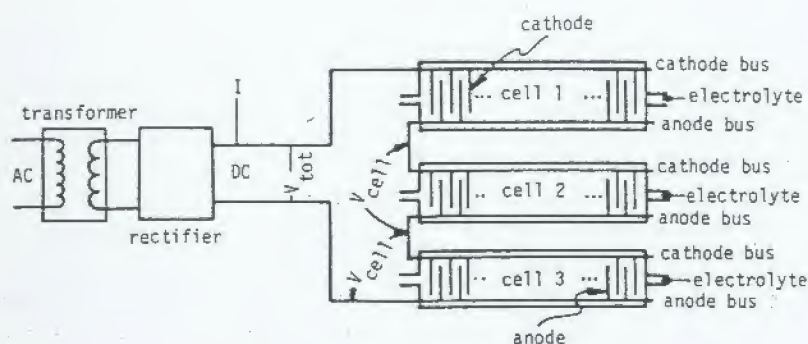 cathode
cathode bus
I
... cell 1 ...
electrolyte
transformer
anode bus
AC
DC
V tot
V cell
cathode bus
.. cell 2 ...
electrolyte
rectifier
anode bus
V cell
cathode bus
.. cell 3 ...
electrolyte
anode bus
anode